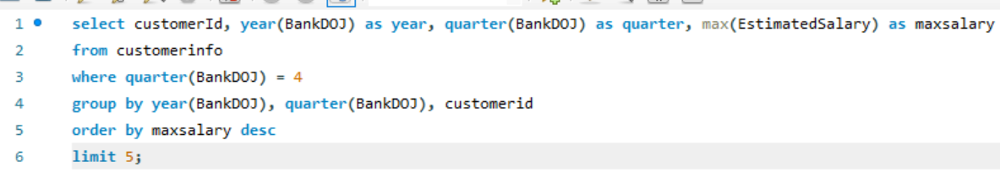 1 select customerId, year(BankDOJ) as year, quarter(BankDOJ) as quarter, max(EstimatedSalary) as maxsalary
2 from customerinfo
3 where quarter(BankDOJ) = 4
4 group by year(BankDOJ), quarter(BankDOJ), customerid
5 order by maxsalary desc
6 limit 5;